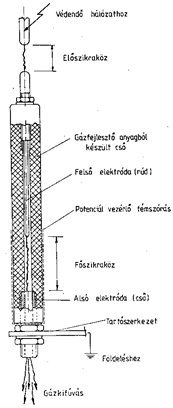 Védendő hálózathoz
Előszikraköz
Gázfejlesztő anyagból
készült cső
Felső elektróda (rúd)
Potenciál vezérlő fémszórás
Főszikraköz
Alsó elektróda (cső)
Tartószerkezet
Földeléshez
Gázkifúvás